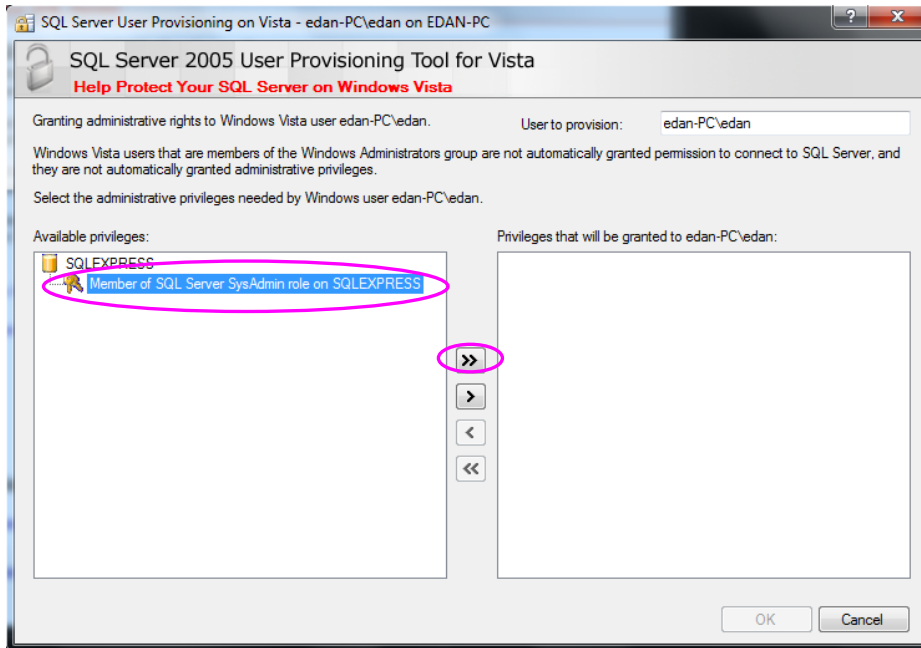 SQL Server User Provisioning on Vista - edan-PC\edan on EDAN-PC
?
x
SQL Server 2005 User Provisioning Tool for Vista
Help Protect Your SQL Server on Windows Vista
Granting administrative rights to Windows Vista user edan-PC\edan.
User to provision:
edan-PC\edan
Windows Vista users that are members of the Windows Administrators group are not automatically granted permission to connect to SQL Server, and
they are not automatically granted administrative privileges.
Select the administrative privileges needed by Windows user edan-PC\edan.
Available privileges:
Privileges that will be granted to edan-PC\edan:
SQLEXPRESS
Member of SQL Server SysAdmin role on SQLEXPRESS
>>
>
<
<<
OK
Cancel